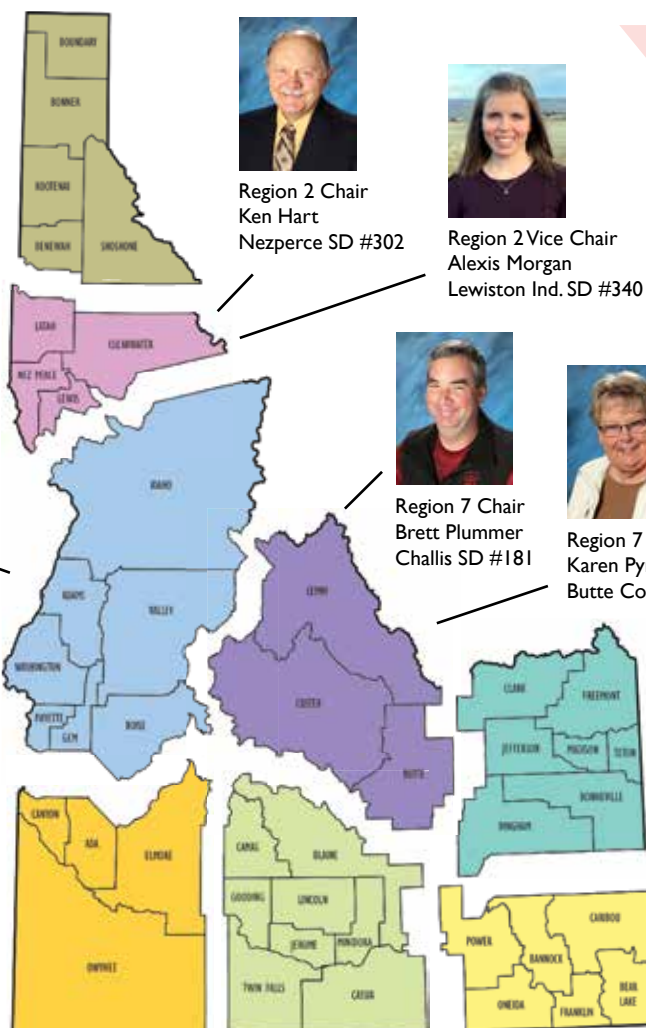 BOUNDARY
BONNER
KOOTENAI
BENEWAH
SHOSHONE
Region 2 Chair
Ken Hart
Nezperce SD #302
Region 2 Vice Chair
Alexis Morgan
Lewiston Ind. SD #340
LATAH
CLEARWATER
NEZ PERCE
LEWIS
IDAHO
ADAMS
VALLEY
WASHINGTON
PAYETTE
GEM
BOISE
Region 7 Chair
Brett Plummer
Challis SD #181
Region 7
Karen Py
Butte Co
LEMHI
CUSTER
BUTTE
CLARK
FREEMONT
JEFFERSON
MADISON
TETON
BONNEVILLE
BINGHAM
CANYON
ADA
ELMORE
OWYHEE
CAMAS
BLAINE
GOODING
LINCOLN
JEROME
MINIDOKA
TWIN FALLS
CASSIA
POWER
CARIBOU
BANNOCK
ONEIDA
FRANKLIN
BEAR
LAKE